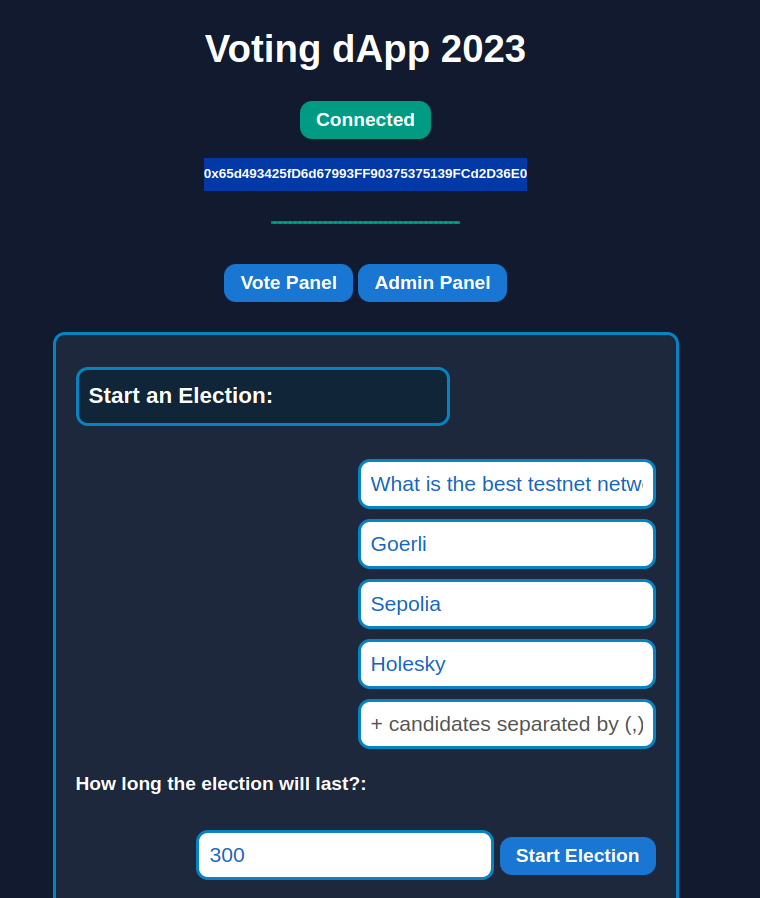 Voting dApp 2023
Connected
0x65d493425fD6d67993FF90375375139FCd2D36E0
Vote Panel Admin Panel
Start an Election:
What is the best testnet
Goerli
Sepolia
Holesky
+ candidates separated by (,)
How long the election will last?:
300 Start Election